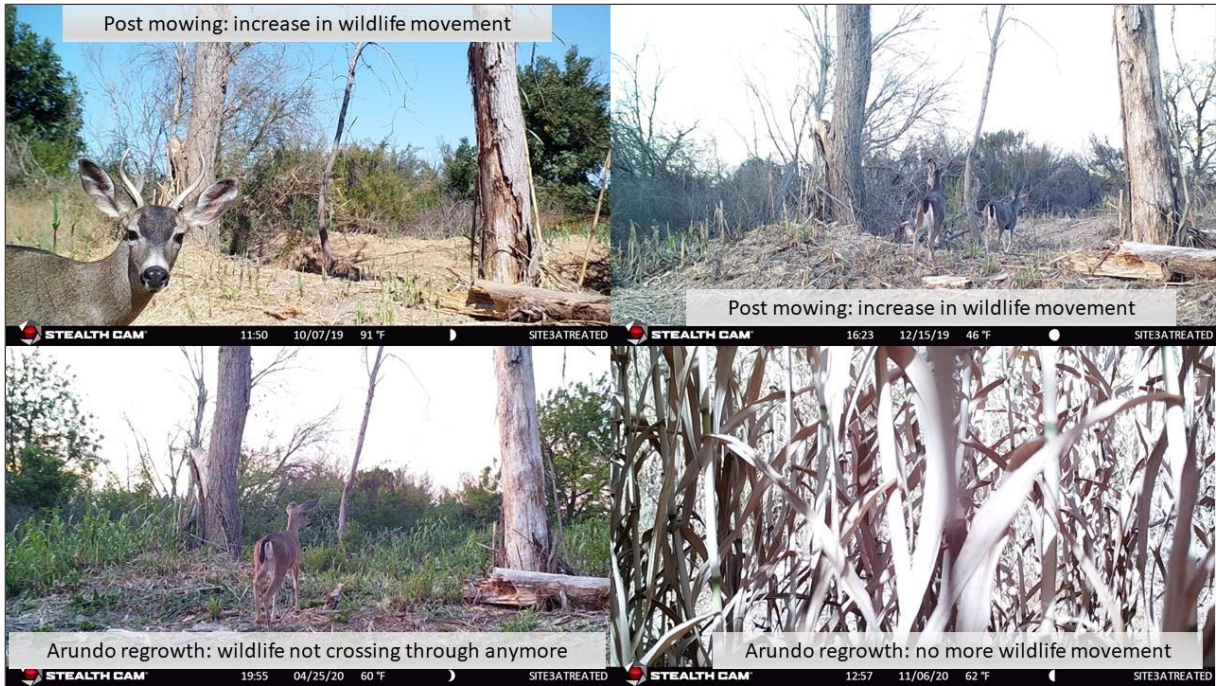 Post mowing: increase in wildlife movement
STEALTH CAM 11:50 10/07/19 91 °F SITE3ATREATED
Post mowing: increase in wildlife movement
STEALTH CAM 16:23 12/15/19 46 °F SITE3ATREATED
Arundo regrowth: wildlife not crossing through anymore
STEALTH CAM 19:55 04/25/20 60 °F SITE3ATREATED
Arundo regrowth: no more wildlife movement
STEALTH CAM 12:57 11/06/20 62 °F SITE3ATREATED